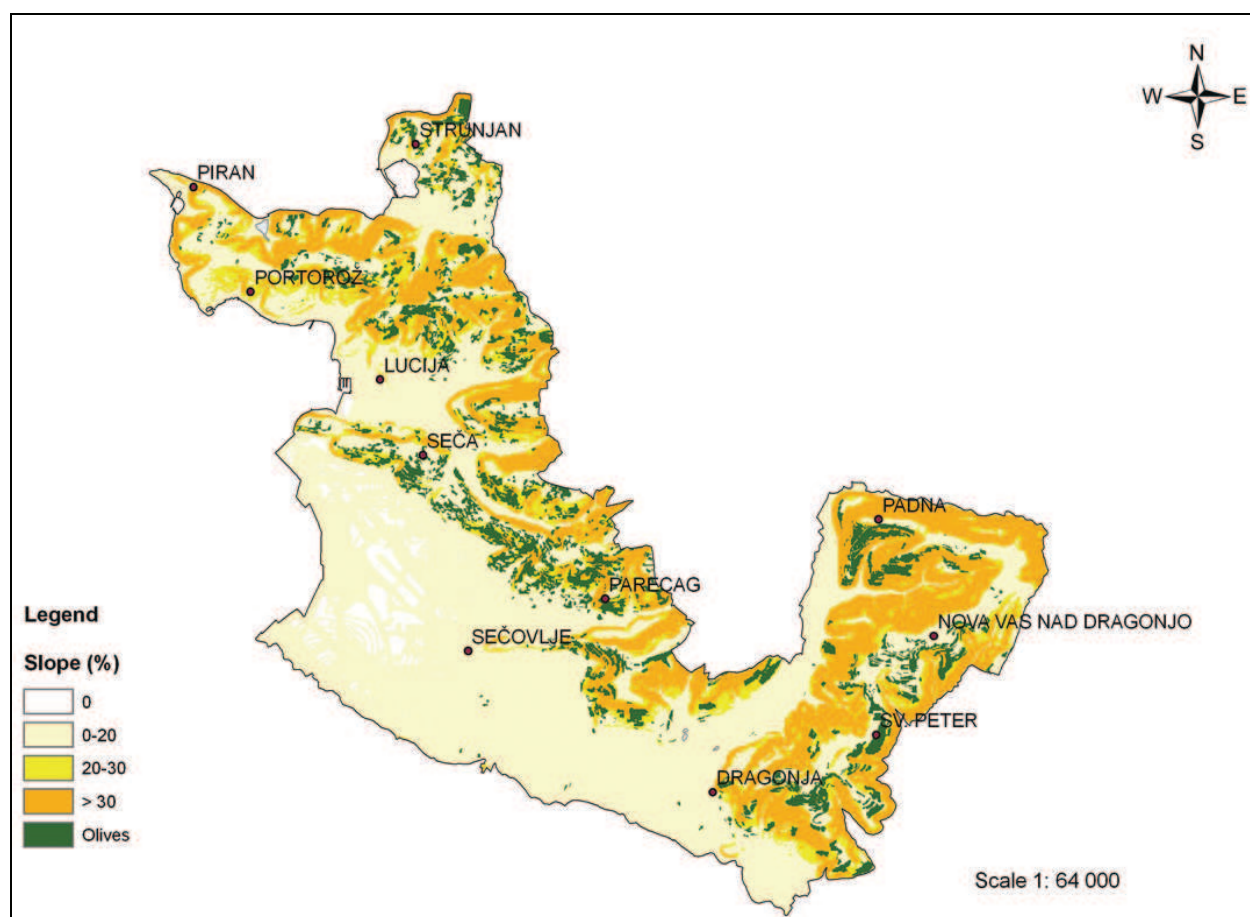 N
W E
S
STRUNJAN
PIRAN
PORTOROŽ
LUCIJA
SEČA
PADNA
PARECAG
NOVA VAS NAD DRAGONJO
SEČOVLJE
SV. PETER
DRAGONJA
Legend
Slope (%)
0
0-20
20-30
> 30
Olives
Scale 1: 64 000